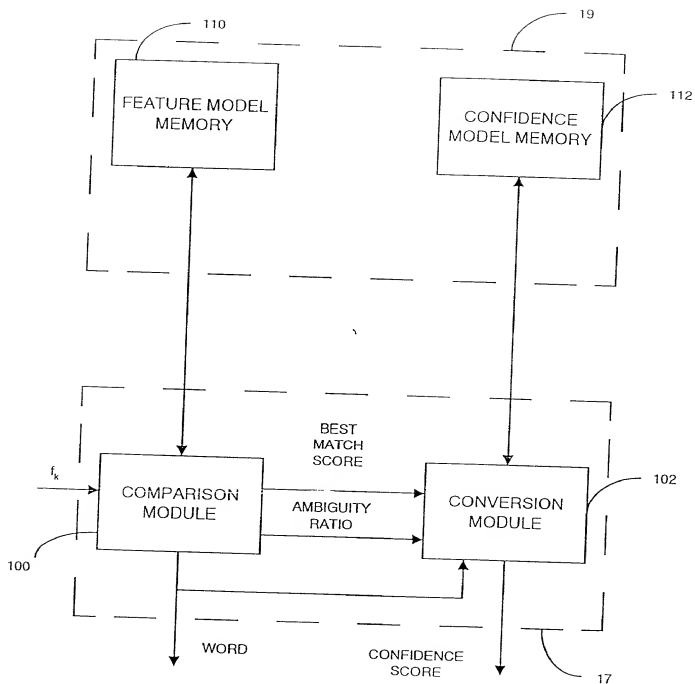 110
19
FEATURE MODEL
MEMORY
CONFIDENCE
MODEL MEMORY
112
BEST
MATCH
SCORE
fk
COMPARISON
MODULE
AMBIGUITY
RATIO
CONVERSION
MODULE
102
100
WORD
CONFIDENCE
SCORE
17